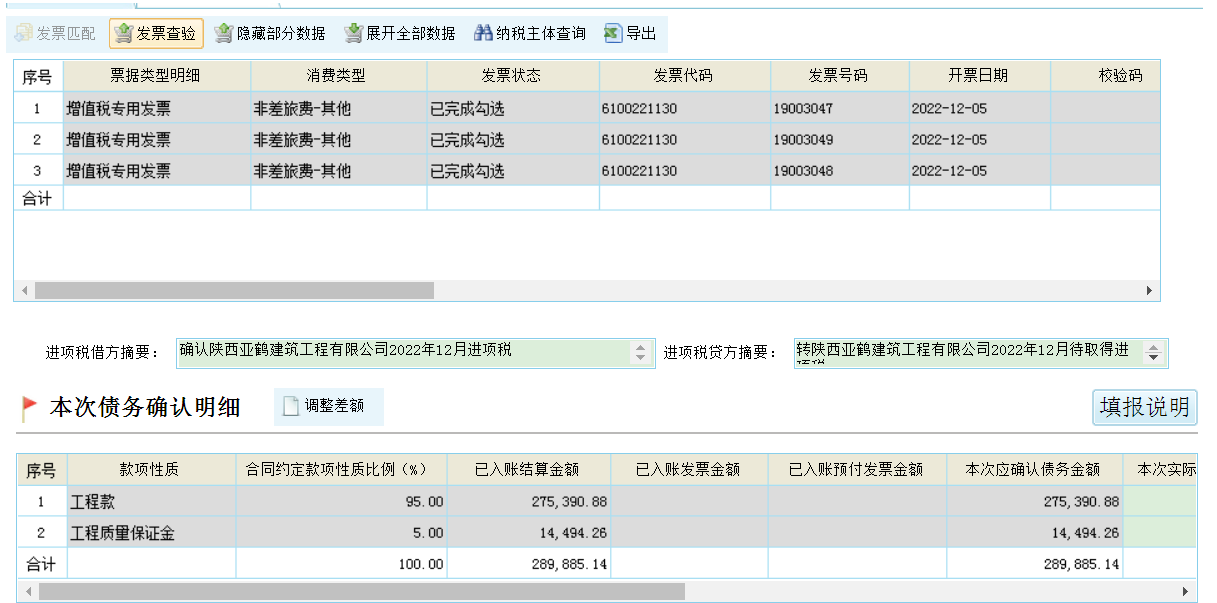 发票匹配 发票查验 隐藏部分数据 展开全部数据 纳税主体查询 导出
序号 票据类型明细 消费类型 发票状态 发票代码 发票号码 开票日期 校验码
1 增值税专用发票 非差旅费-其他 已完成勾选 6100221130 19003047 2022-12-05
2 增值税专用发票 非差旅费-其他 已完成勾选 6100221130 19003049 2022-12-05
3 增值税专用发票 非差旅费-其他 已完成勾选 6100221130 19003048 2022-12-05
合计
进项税借方摘要： 确认陕西亚鹤建筑工程有限公司2022年12月进项税 进项税贷方摘要： 转陕西亚鹤建筑工程有限公司2022年12月待取得进
本次债务确认明细 调整差额 填报说明
序号 款项性质 合同约定款项性质比例（%） 已入账结算金额 已入账发票金额 已入账预付发票金额 本次应确认债务金额 本次实际
1 工程款 95.00 275,390.88 275,390.88
2 工程质量保证金 5.00 14,494.26 14,494.26
合计 100.00 289,885.14 289,885.14